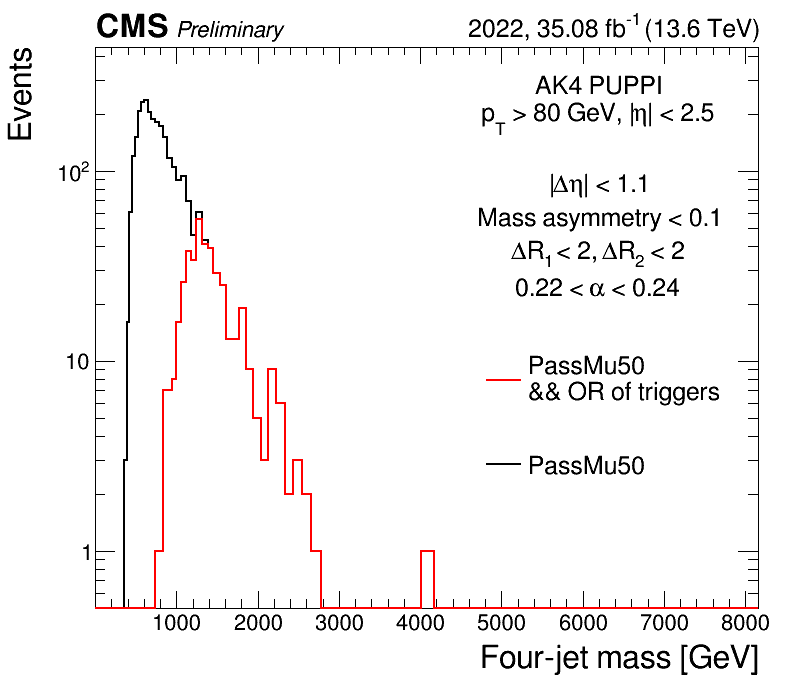 CMS Preliminary 2022, 35.08 fb⁻¹ (13.6 TeV)
Events
AK4 PUPPI
p_T > 80 GeV, |η| < 2.5
|Δη| < 1.1
Mass asymmetry < 0.1
ΔR₁ < 2, ΔR₂ < 2
0.22 < α < 0.24
PassMu50
&& OR of triggers
PassMu50
10²
10
1
1000 2000 3000 4000 5000 6000 7000 8000
Four-jet mass [GeV]